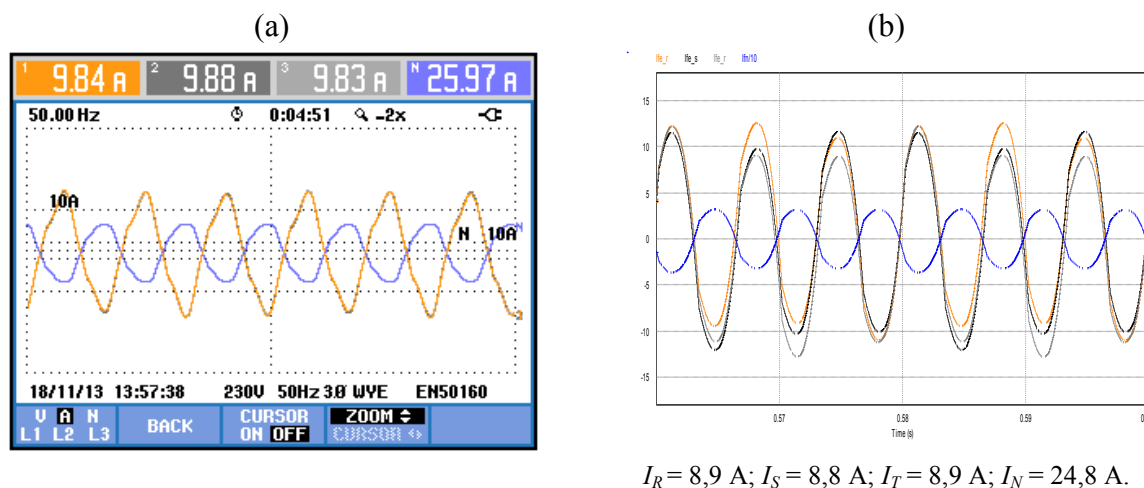 (a)
1 9.84 A 2 9.88 A 3 9.83 A N 25.97 A
50.00 Hz 0:04:51 -2x
10A
N 10A N
18/11/13 13:57:38 230V 50Hz 3Ø WYE EN50160
V A N
L1 L2 L3
BACK
CURSOR
ON OFF
ZOOM
CURSOR
(b)
Ife_r Ife_s Ife_r Ifn/10
15
10
5
0
-5
-10
-15
0.57 0.58 0.59
Time (s)
I_R = 8,9 A; I_S = 8,8 A; I_T = 8,9 A; I_N = 24,8 A.